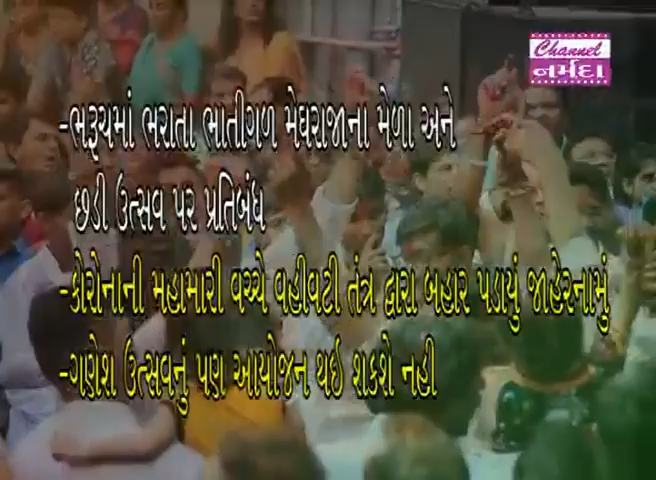 Channel
નર્મદા
-ભરૂચમાં ભરાતા ભાતીગળ મેઘરાજાના મેળા અને
છડી ઉત્સવ પર પ્રતિબંધ
-કોરોનાની મહામારી વચ્ચે વહીવટી તંત્ર દ્વારા બહાર પડાયું જાહેરનામું
-ગણેશ ઉત્સવનું પણ આયોજન થઈ શકશે નહી